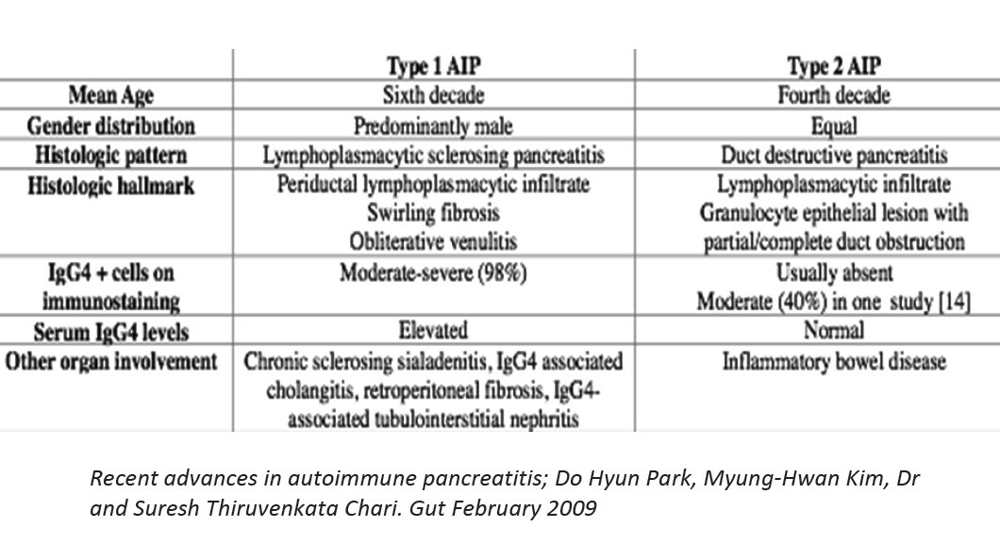 Type 1 AIP Type 2 AIP
Mean Age Sixth decade Fourth decade
Gender distribution Predominantly male Equal
Histologic pattern Lymphoplasmacytic sclerosing pancreatitis Duct destructive pancreatitis
Histologic hallmark Periductal lymphoplasmacytic infiltrate Lymphoplasmacytic infiltrate
Swirling fibrosis Granulocyte epithelial lesion with
Obliterative venulitis partial/complete duct obstruction
IgG4 + cells on Moderate-severe (98%) Usually absent
immunostaining Moderate (40%) in one study [14]
Serum IgG4 levels Elevated Normal
Other organ involvement Chronic sclerosing sialadenitis, IgG4 associated Inflammatory bowel disease
cholangitis, retroperitoneal fibrosis, IgG4-
associated tubulointerstitial nephritis
Recent advances in autoimmune pancreatitis; Do Hyun Park, Myung-Hwan Kim, Dr
and Suresh Thiruvenkata Chari. Gut February 2009